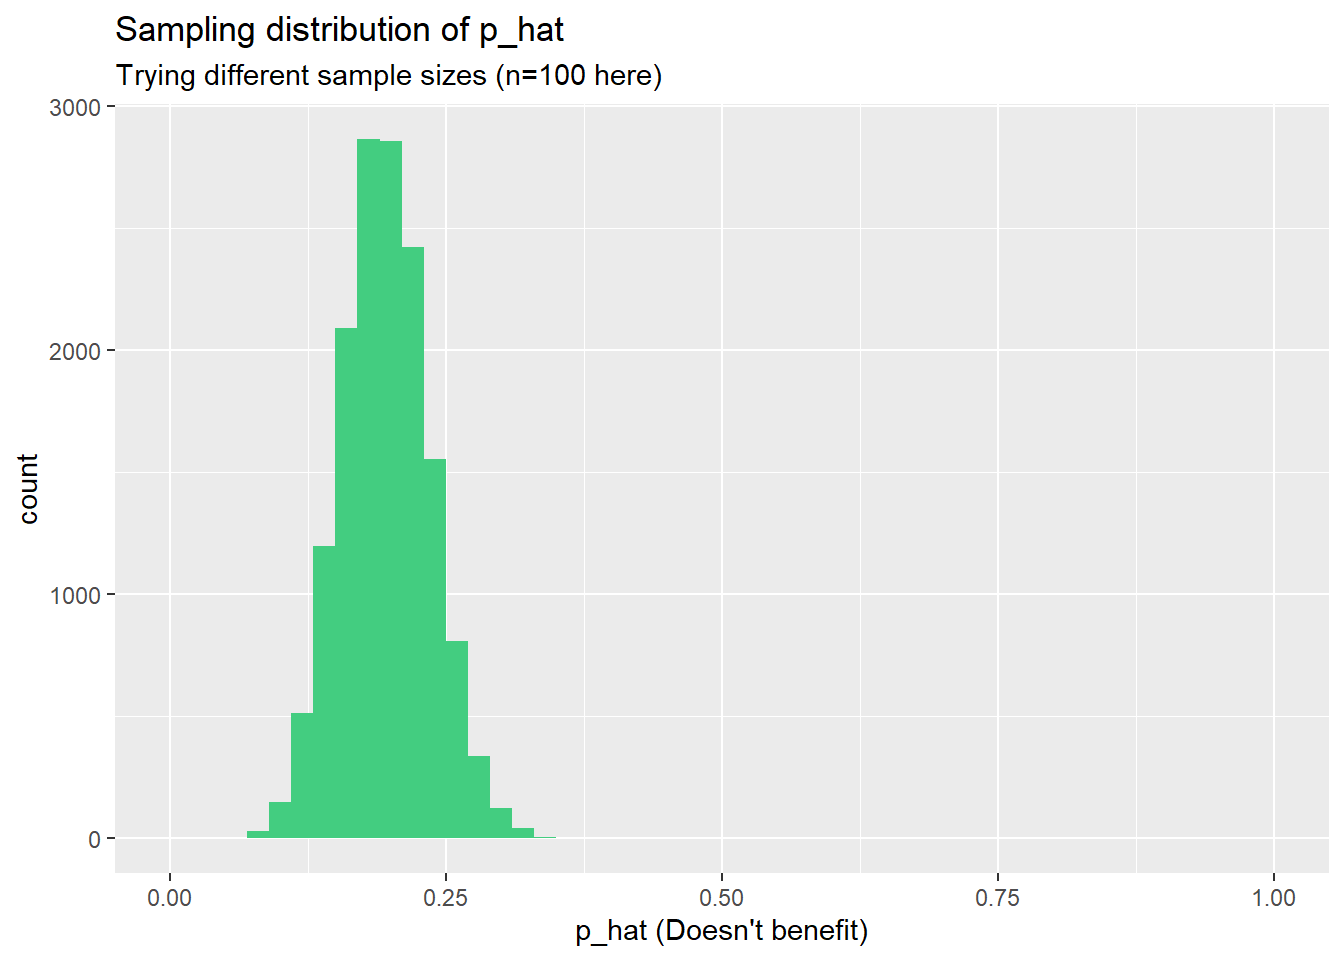 Sampling distribution of p_hat
Trying different sample sizes (n=100 here)
3000
2000
1000
0
count
0.00 0.25 0.50 0.75 1.00
p_hat (Doesn't benefit)